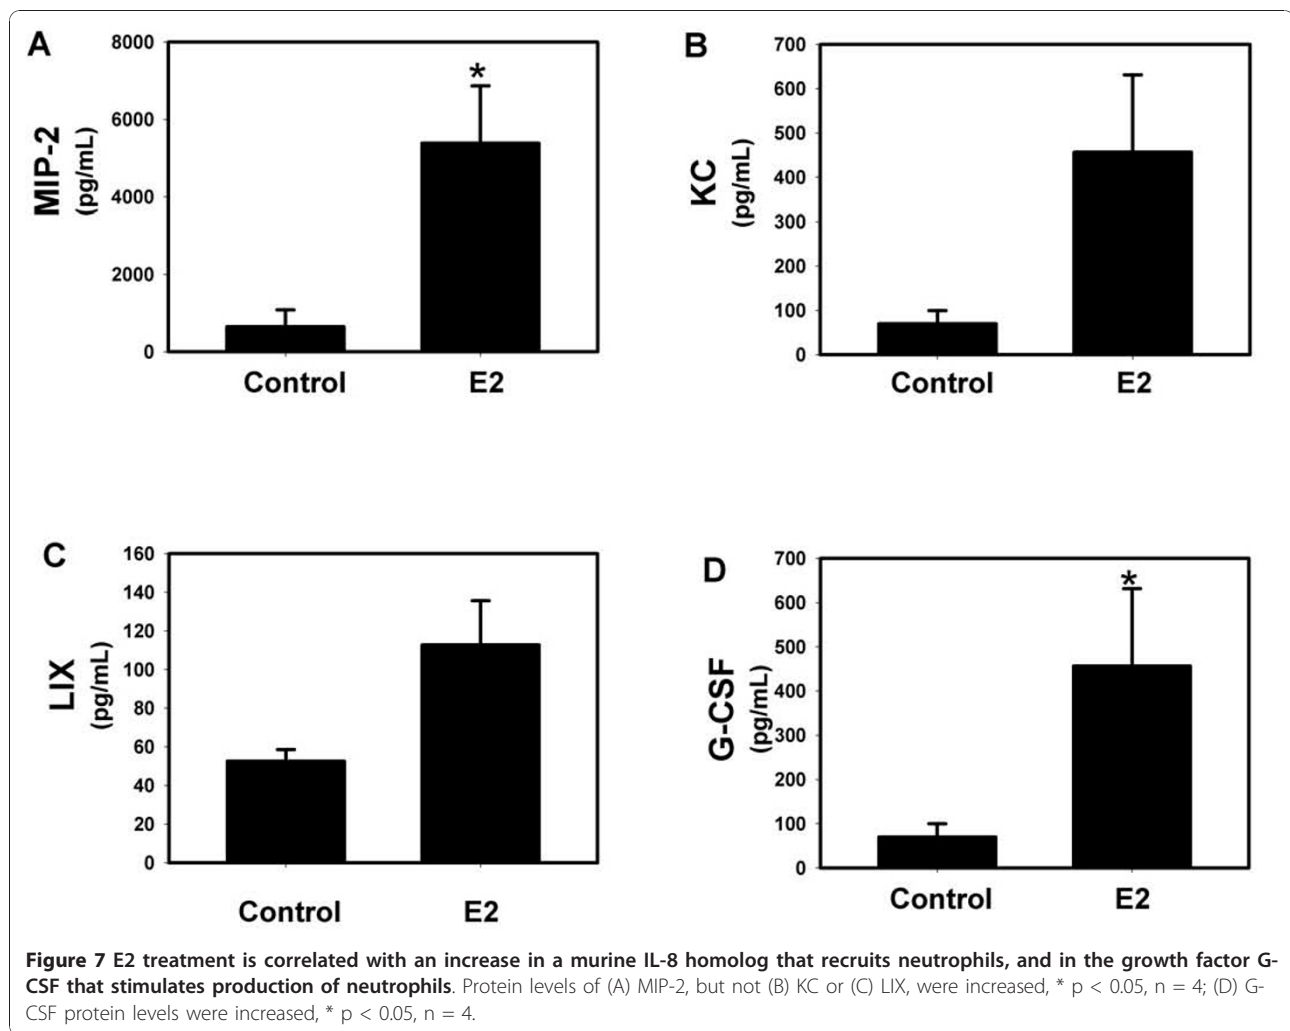 A
MIP-2
(pg/mL)
8000
6000
4000
2000
0
*
Control E2
B
KC
(pg/mL)
700
600
500
400
300
200
100
0
Control E2
C
LIX
(pg/mL)
160
140
120
100
80
60
40
20
0
Control E2
D
G-CSF
(pg/mL)
700
600
500
400
300
200
100
0
*
Control E2
Figure 7 E2 treatment is correlated with an increase in a murine IL-8 homolog that recruits neutrophils, and in the growth factor G-
CSF that stimulates production of neutrophils. Protein levels of (A) MIP-2, but not (B) KC or (C) LIX, were increased, * p < 0.05, n = 4; (D) G-
CSF protein levels were increased, * p < 0.05, n = 4.